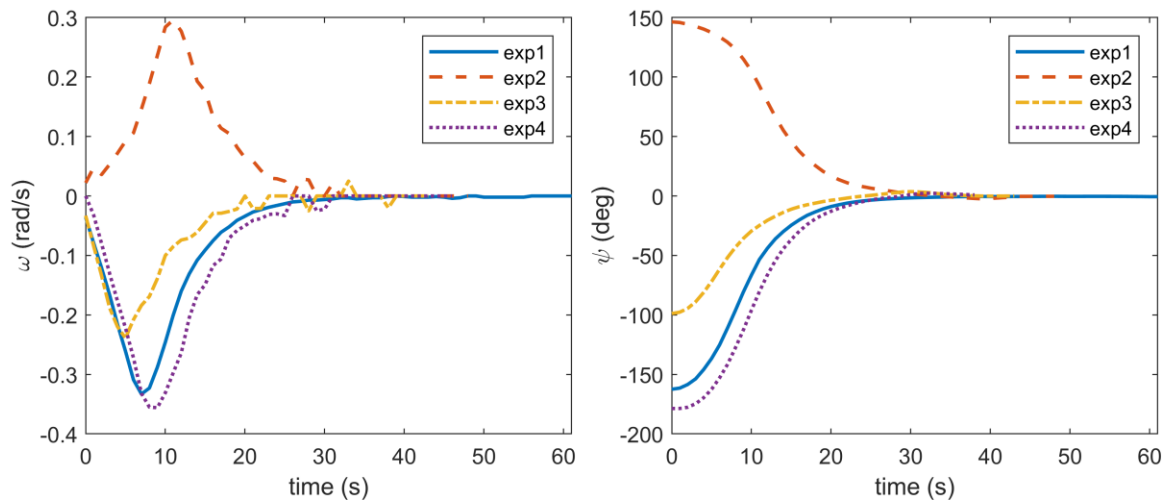 0.3
0.2
0.1
0
-0.1
-0.2
-0.3
-0.4
ω (rad/s)
0 10 20 30 40 50 60
time (s)
exp1
exp2
exp3
exp4
150
100
50
0
-50
-100
-150
-200
ψ (deg)
0 10 20 30 40 50 60
time (s)
exp1
exp2
exp3
exp4